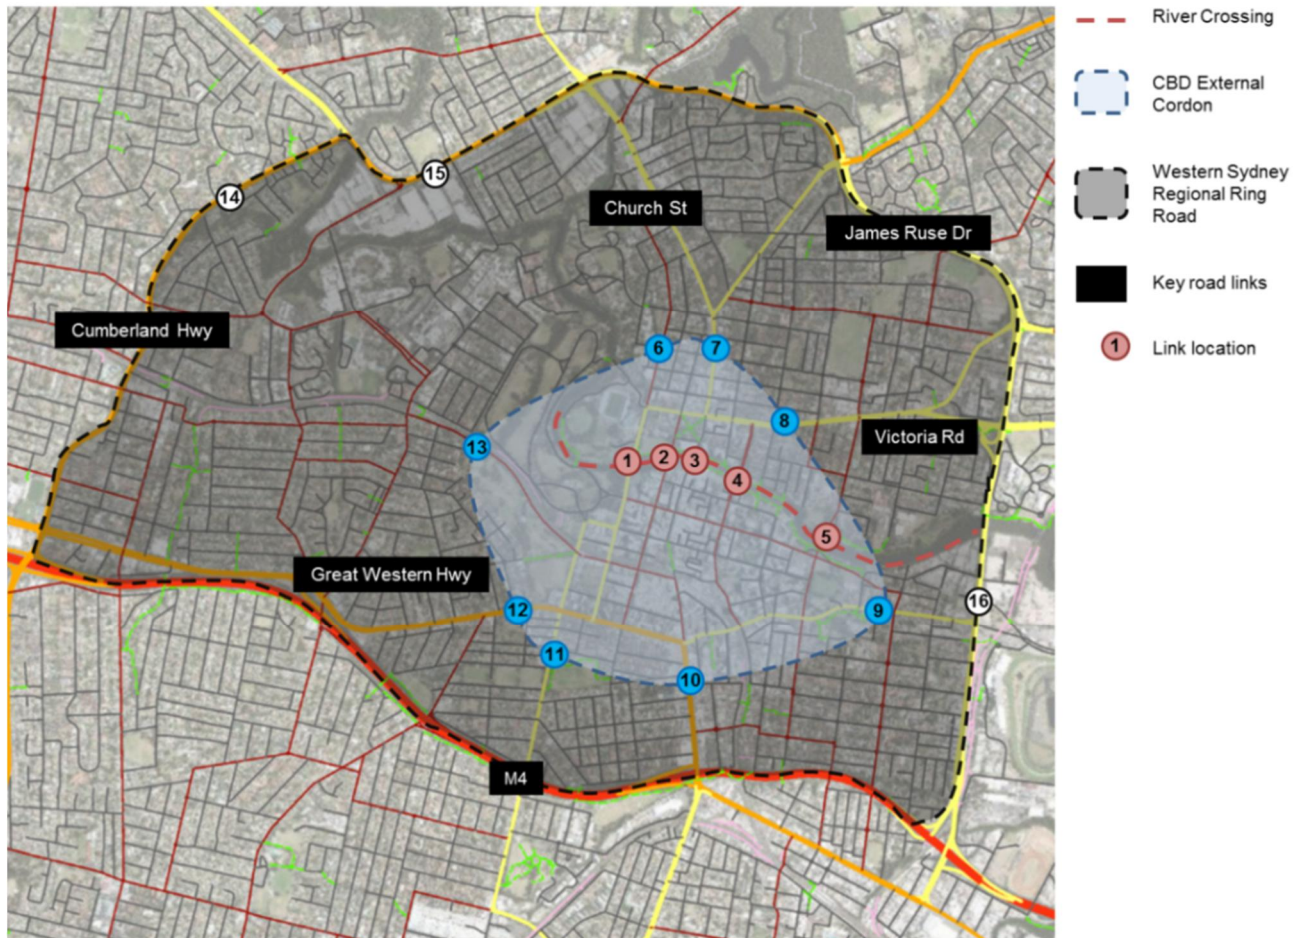 River Crossing
CBD External
Cordon
Western Sydney
Regional Ring
Road
Key road links
1
Link location
15
14
Church St
James Ruse Dr
Cumberland Hwy
6
7
8
Victoria Rd
13
1
2
3
4
5
Great Western Hwy
12
9
16
11
10
M4